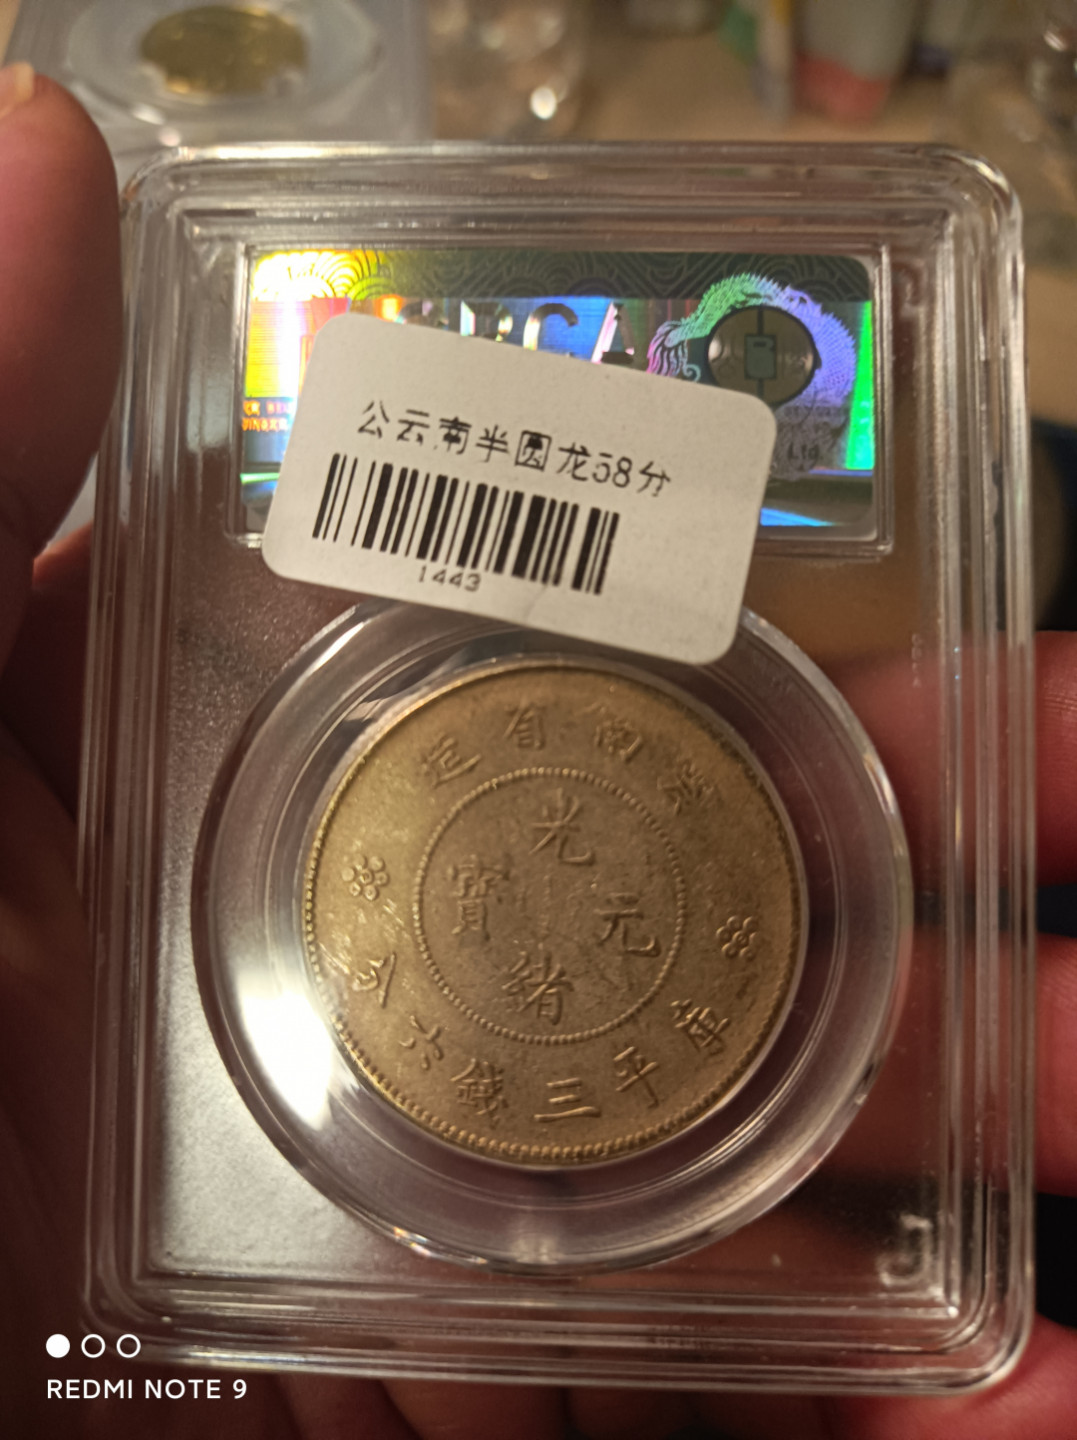 公云南半圆龙58分
1443
雲南省造
光緒元寶
庫平三錢六分
Ltd.
REDMI NOTE 9